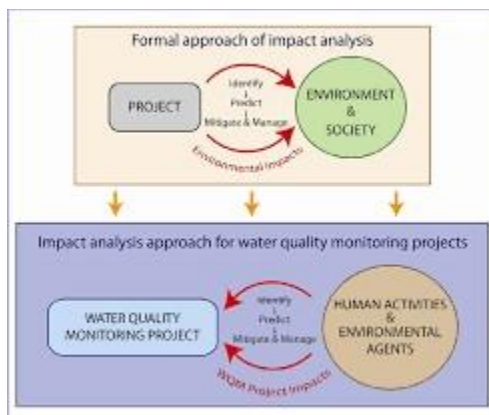 Formal approach of impact analysis
PROJECT
Identify
Predict
Mitigate & Manage
Environmental Impacts
ENVIRONMENT
&
SOCIETY
Impact analysis approach for water quality monitoring projects
WATER QUALITY
MONITORING PROJECT
Identify
Predict
Mitigate & Manage
WQM Project Impacts
HUMAN ACTIVITIES
&
ENVIRONMENTAL
AGENTS